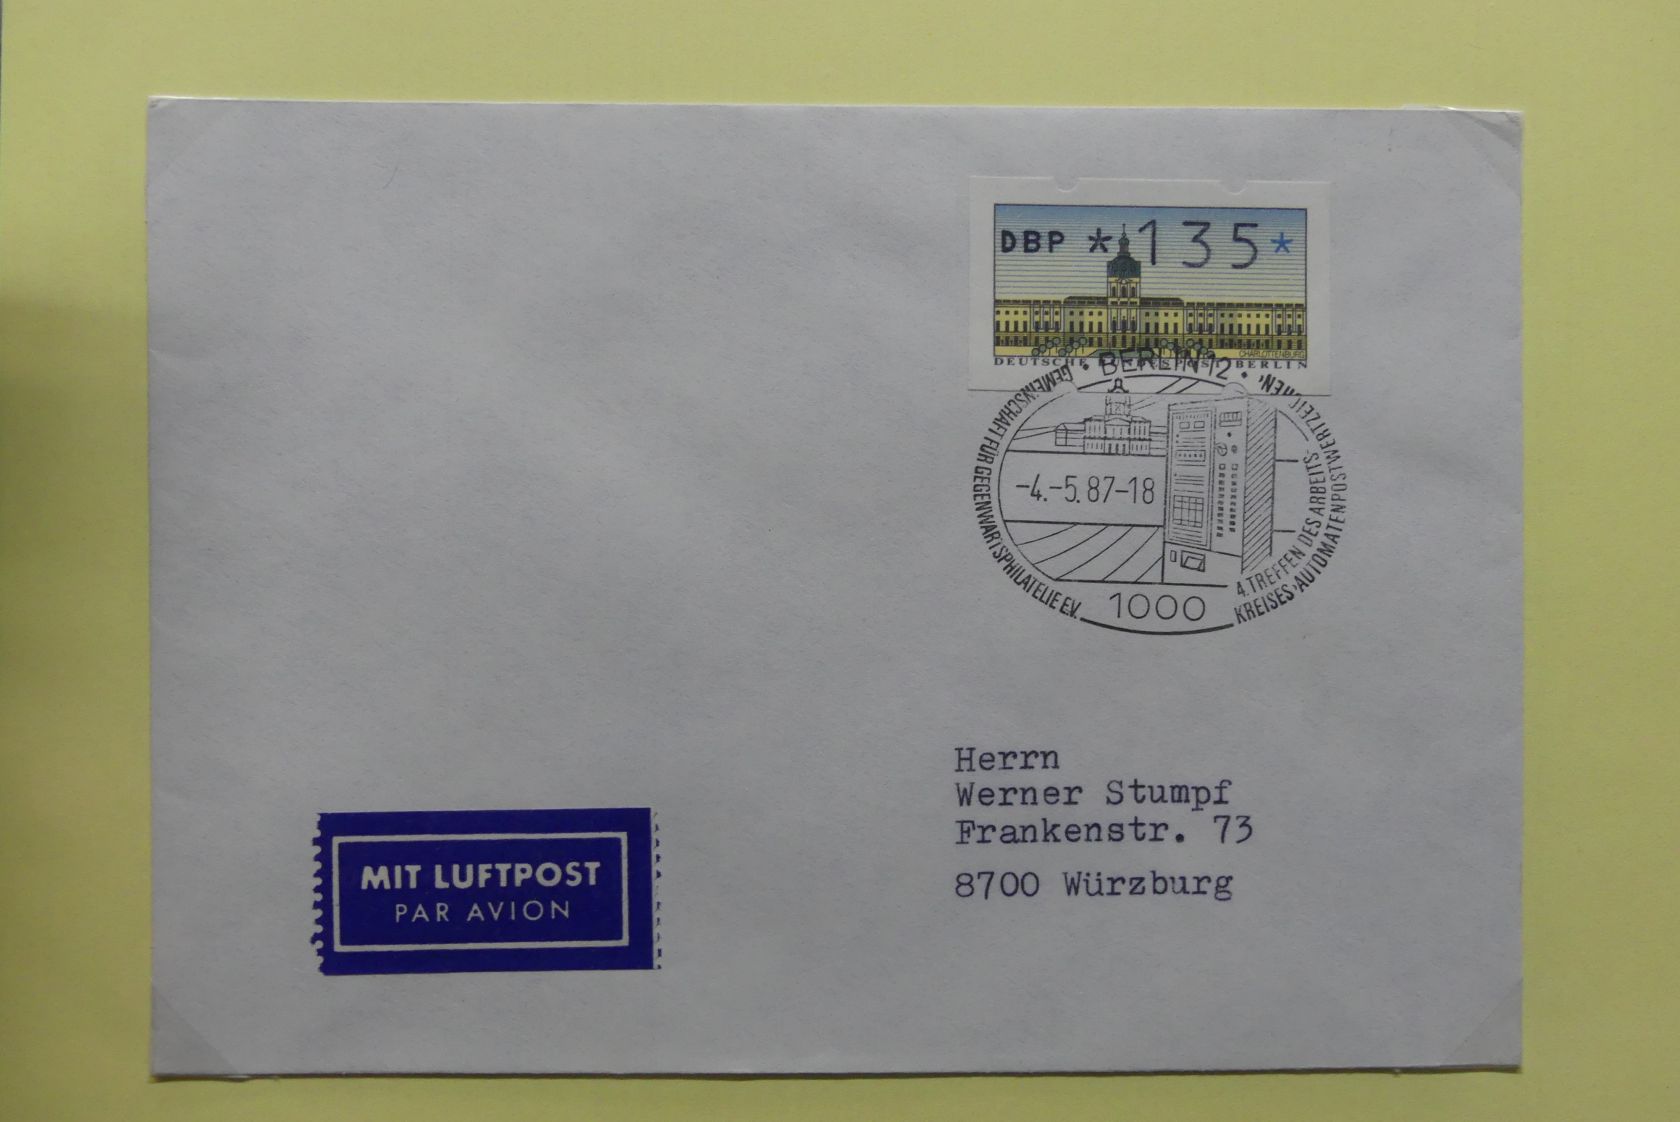 DBP *135*
CHARLOTTENBURG
DEUTSCHE BUNDESPOST BERLIN
BERLIN 12
GEMEINSCHAFT FÜR GEGENWARTSPHILATELIE E.V.
-4.-5.87-18
4. TREFFEN DES ARBEITS-
KREISES ‚AUTOMATENPOSTWERTZEICHEN'
1000
Herrn
Werner Stumpf
Frankenstr. 73
8700 Würzburg
MIT LUFTPOST
PAR AVION